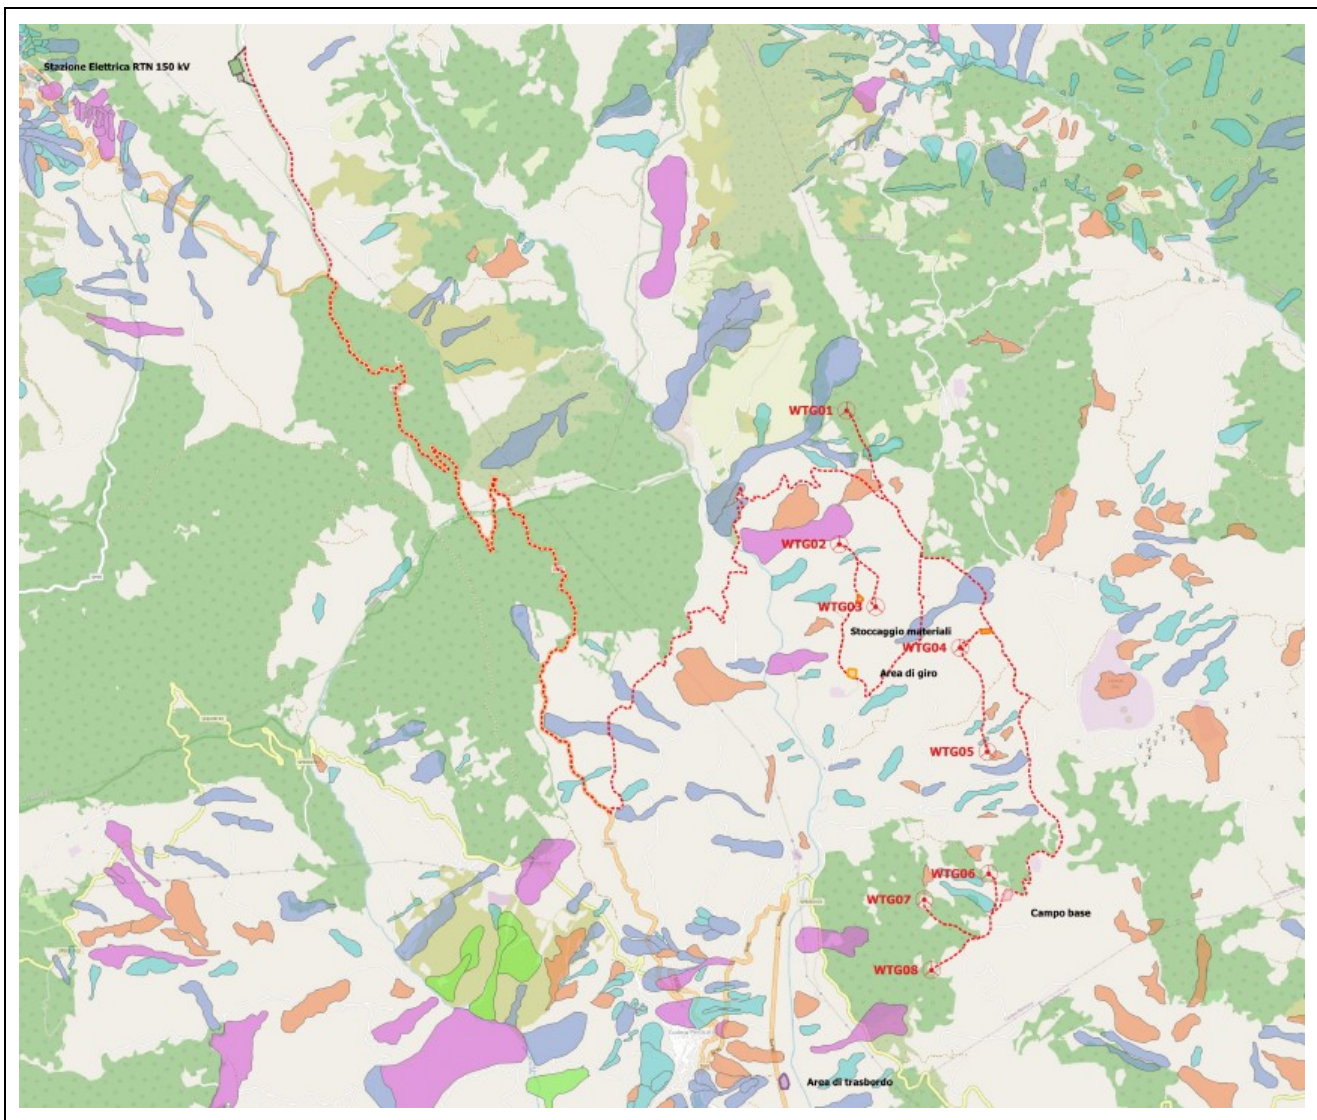 Stazione Elettrica RTN 150 kV
WTG01
WTG02
WTG03
Stoccaggio materiali
WTG04
Area di giro
WTG05
WTG06
WTG07
Campo base
WTG08
Area di trasbordo